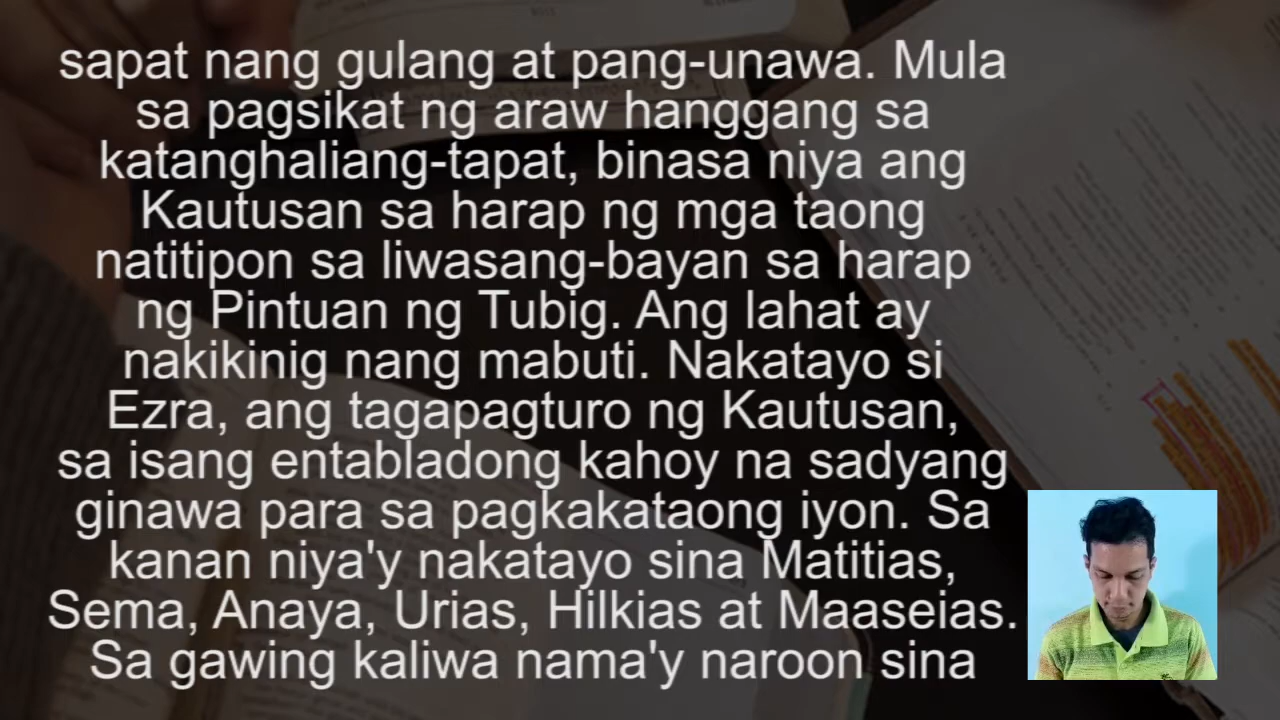 sapat nang gulang at pang-unawa. Mula
sa pagsikat ng araw hanggang sa
katanghaliang-tapat, binasa niya ang
Kautusan sa harap ng mga taong
natitipon sa liwasang-bayan sa harap
ng Pintuan ng Tubig. Ang lahat ay
nakikinig nang mabuti. Nakatayo si
Ezra, ang tagapagturo ng Kautusan,
sa isang entabladong kahoy na sadyang
ginawa para sa pagkakataong iyon. Sa
kanan niya'y nakatayo sina Matitias,
Sema, Anaya, Urias, Hilkias at Maaseias.
Sa gawing kaliwa nama'y naroon sina